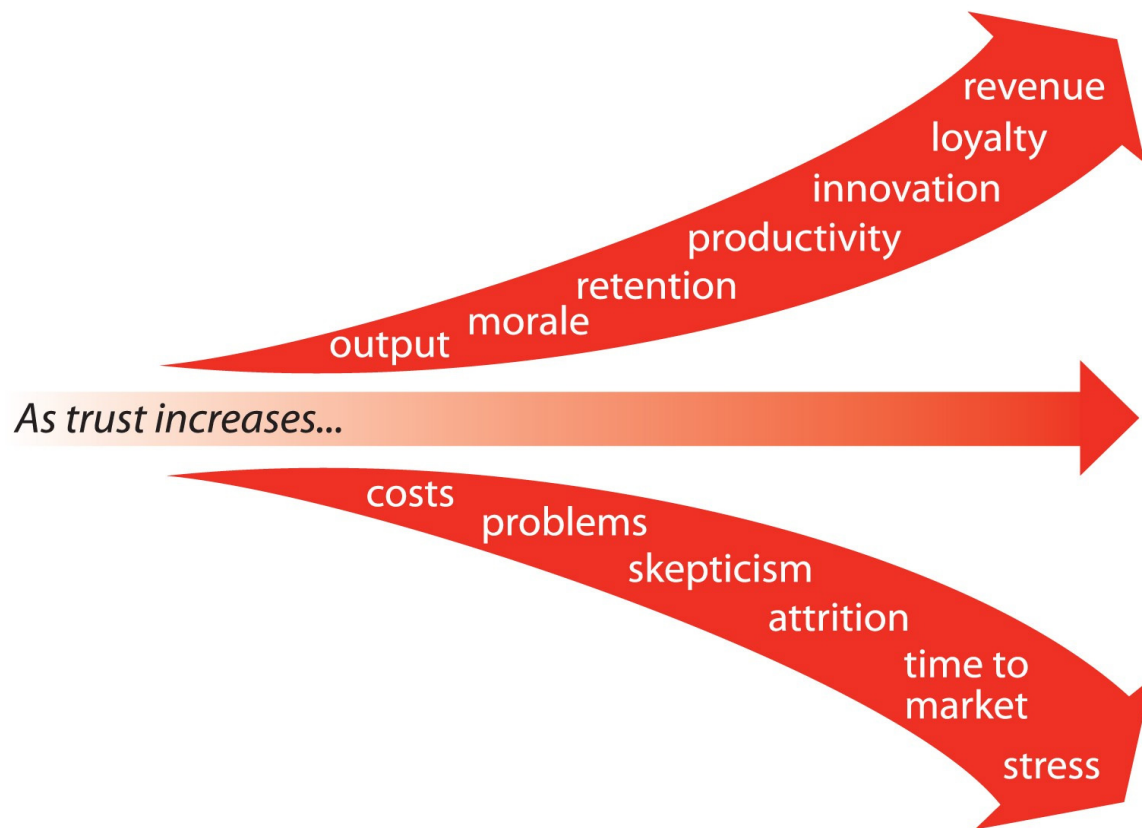 revenue
loyalty
innovation
productivity
retention
morale
output
As trust increases...
costs
problems
skepticism
attrition
time to
market
stress